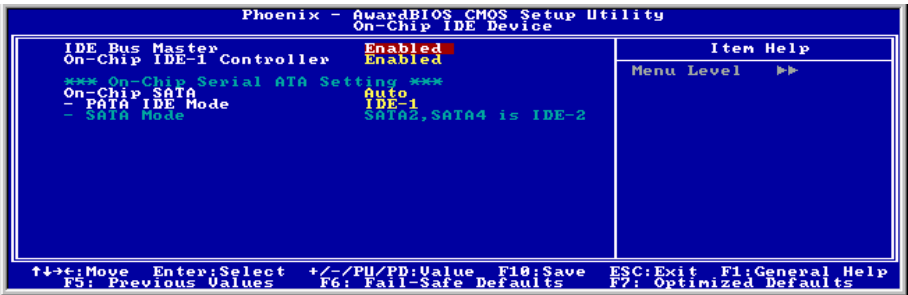 Phoenix - AwardBIOS CMOS Setup Utility
On-Chip IDE Device
IDE Bus Master Enabled
On-Chip IDE-1 Controller Enabled
*** On-Chip Serial ATA Setting ***
On-Chip SATA Auto
- PATA IDE Mode IDE-1
- SATA Mode SATA2,SATA4 is IDE-2
Item Help
Menu Level ▶▶
↑↓→←:Move Enter:Select +/-/PU/PD:Value F10:Save ESC:Exit F1:General Help
F5: Previous Values F6: Fail-Safe Defaults F7: Optimized Defaults